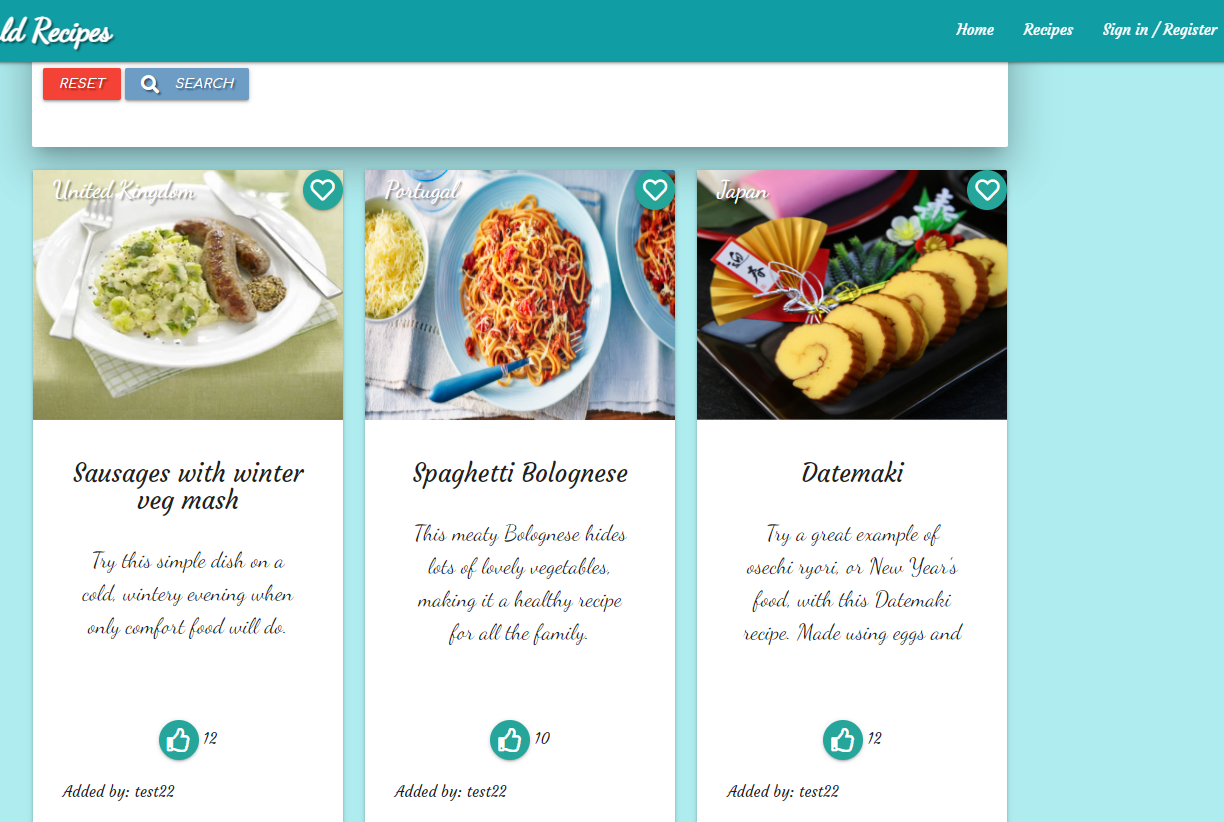 ld Recipes
Home Recipes Sign in / Register
RESET SEARCH
United Kingdom
Portugal
Japan
迎春
Sausages with winter
veg mash
Try this simple dish on a
cold, wintery evening when
only comfort food will do.
12
Added by: test22
Spaghetti Bolognese
This meaty Bolognese hides
lots of lovely vegetables,
making it a healthy recipe
for all the family.
10
Added by: test22
Datemaki
Try a great example of
osechi ryori, or New Year's
food, with this Datemaki
recipe. Made using eggs and
12
Added by: test22